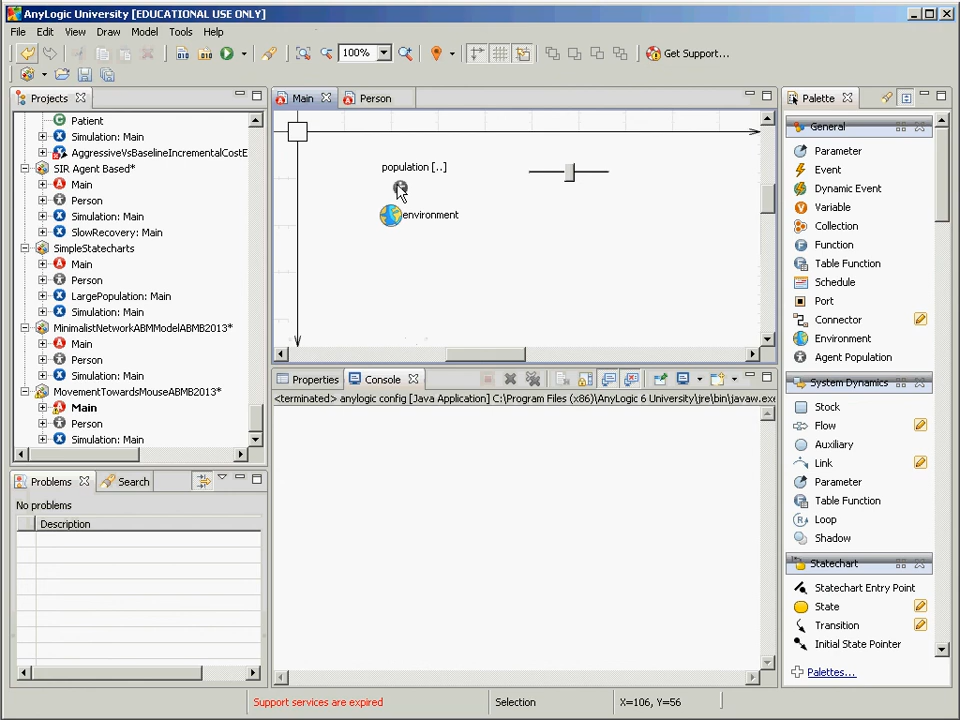 AnyLogic University [EDUCATIONAL USE ONLY]
File Edit View Draw Model Tools Help
100% Get Support...
Projects
Patient
Simulation: Main
AggressiveVsBaselineIncrementalCostE
SIR Agent Based*
Main
Person
Simulation: Main
SlowRecovery: Main
SimpleStatecharts
Main
Person
LargePopulation: Main
Simulation: Main
MinimalistNetworkABMModelABMB2013*
Main
Person
Simulation: Main
MovementTowardsMouseABMB2013*
Main
Person
Simulation: Main
Problems Search
No problems
Description
Main Person
population [..]
environment
Properties Console
<terminated> anylogic config [Java Application] C:\Program Files (x86)\AnyLogic 6 University\jre\bin\javaw.exe
Palette
General
Parameter
Event
Dynamic Event
Variable
Collection
Function
Table Function
Schedule
Port
Connector
Environment
Agent Population
System Dynamics
Stock
Flow
Auxiliary
Link
Parameter
Table Function
Loop
Shadow
Statechart
Statechart Entry Point
State
Transition
Initial State Pointer
Palettes...
Support services are expired Selection X=106, Y=56